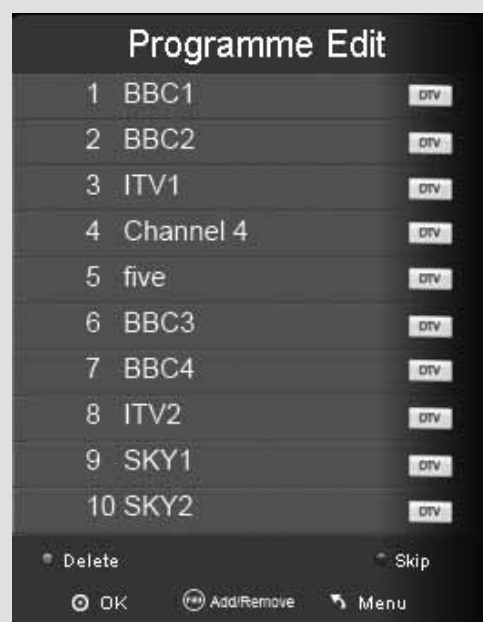 Programme Edit
1 BBC1 DTV
2 BBC2 DTV
3 ITV1 DTV
4 Channel 4 DTV
5 five DTV
6 BBC3 DTV
7 BBC4 DTV
8 ITV2 DTV
9 SKY1 DTV
10 SKY2 DTV
Delete Skip
OK Add/Remove Menu